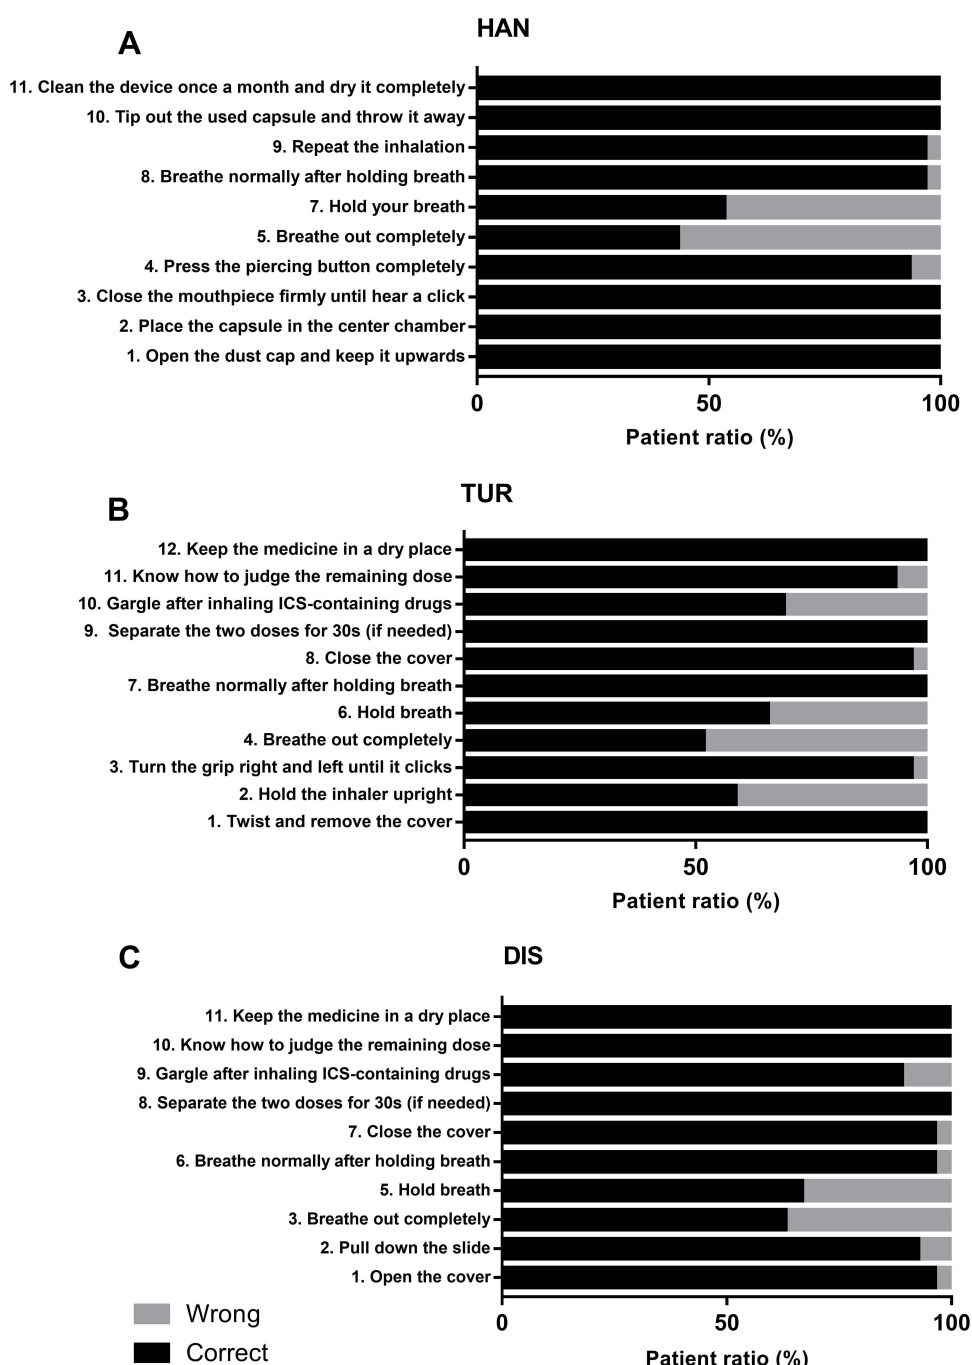 A
HAN
11. Clean the device once a month and dry it completely
10. Tip out the used capsule and throw it away
9. Repeat the inhalation
8. Breathe normally after holding breath
7. Hold your breath
5. Breathe out completely
4. Press the piercing button completely
3. Close the mouthpiece firmly until hear a click
2. Place the capsule in the center chamber
1. Open the dust cap and keep it upwards
0 50 100
Patient ratio (%)
B
TUR
12. Keep the medicine in a dry place
11. Know how to judge the remaining dose
10. Gargle after inhaling ICS-containing drugs
9. Separate the two doses for 30s (if needed)
8. Close the cover
7. Breathe normally after holding breath
6. Hold breath
4. Breathe out completely
3. Turn the grip right and left until it clicks
2. Hold the inhaler upright
1. Twist and remove the cover
0 50 100
Patient ratio (%)
C
DIS
11. Keep the medicine in a dry place
10. Know how to judge the remaining dose
9. Gargle after inhaling ICS-containing drugs
8. Separate the two doses for 30s (if needed)
7. Close the cover
6. Breathe normally after holding breath
5. Hold breath
3. Breathe out completely
2. Pull down the slide
1. Open the cover
0 50 100
Patient ratio (%)
Wrong
Correct